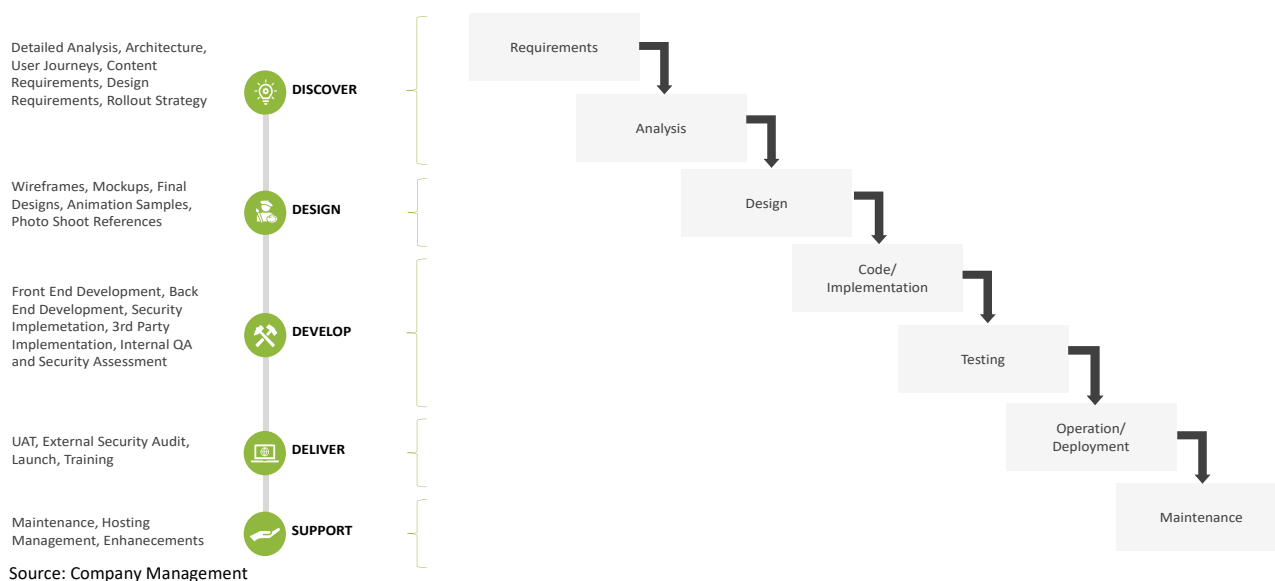 Detailed Analysis, Architecture,
User Journeys, Content
Requirements, Design
Requirements, Rollout Strategy
DISCOVER
Requirements
Analysis
Wireframes, Mockups, Final
Designs, Animation Samples,
Photo Shoot References
DESIGN
Design
Front End Development, Back
End Development, Security
Implemetation, 3rd Party
Implementation, Internal QA
and Security Assessment
DEVELOP
Code/
Implementation
Testing
UAT, External Security Audit,
Launch, Training
DELIVER
Operation/
Deployment
Maintenance, Hosting
Management, Enhanecements
SUPPORT
Maintenance
Source: Company Management